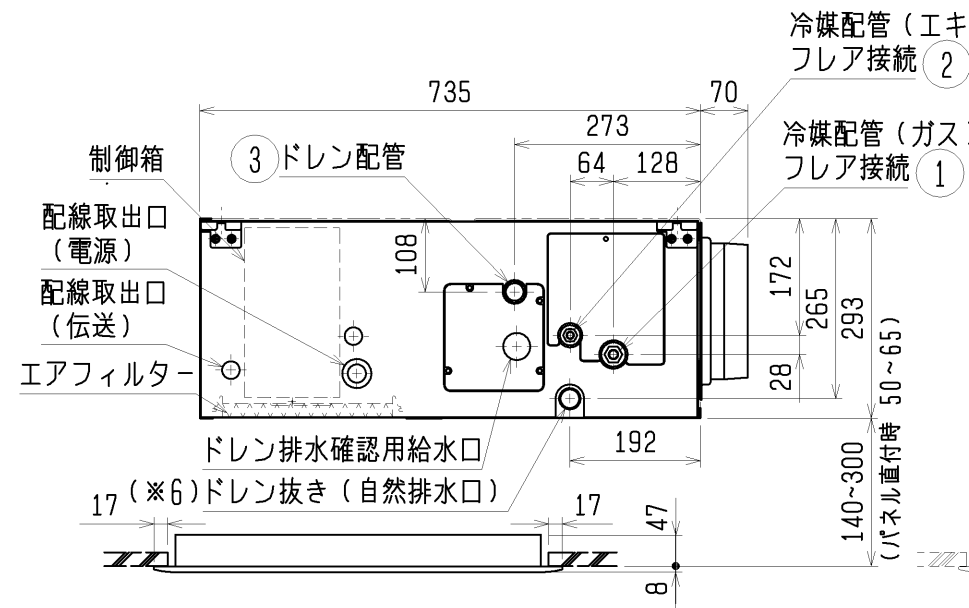 冷媒配管(エキ
フレア接続 ②
735
70
273
冷媒配管(ガス
フレア接続 ①
64
128
制御箱
③ ドレン配管
配線取出口
(電源)
配線取出口
(伝送)
エアフィルター
108
172
265
293
28
ドレン排水確認用給水口
192
(※6)ドレン抜き(自然排水口)
140~300
(パネル直付時 50~65)
17
17
47
8